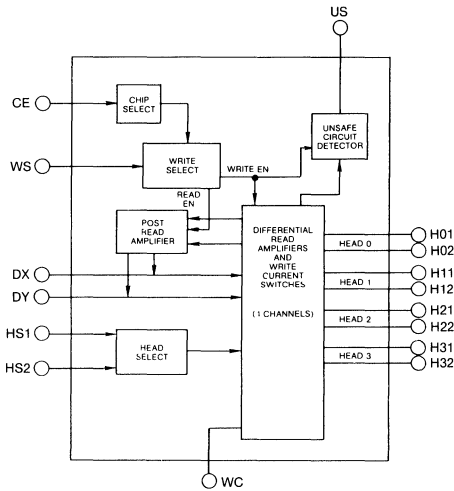 US
CE
CHIP
SELECT
UNSAFE
CIRCUIT
DETECTOR
WS
WRITE
SELECT
WRITE EN
READ
EN
POST
READ
AMPLIFIER
DIFFERENTIAL
READ
AMPLIFIERS
AND
WRITE
CURRENT
SWITCHES
HEAD 0
H01
H02
DX
DY
HEAD 1
H11
H12
HS1
HS2
HEAD
SELECT
CHANNELS)
HEAD 2
H21
H22
HEAD 3
H31
H32
WC